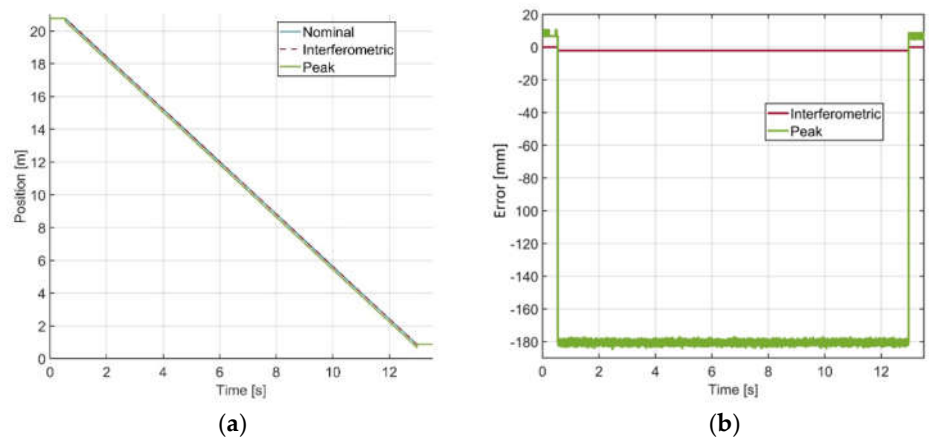 20
18
16
14
12
10
8
6
4
2
0
Position [m]
Nominal
Interferometric
Peak
0 2 4 6 8 10 12
Time [s]
(a)
20
0
-20
-40
-60
-80
100
-120
-140
-160
-180
Error [mm]
Interferometric
Peak
0 2 4 6 8 10 12
Time [s]
(b)